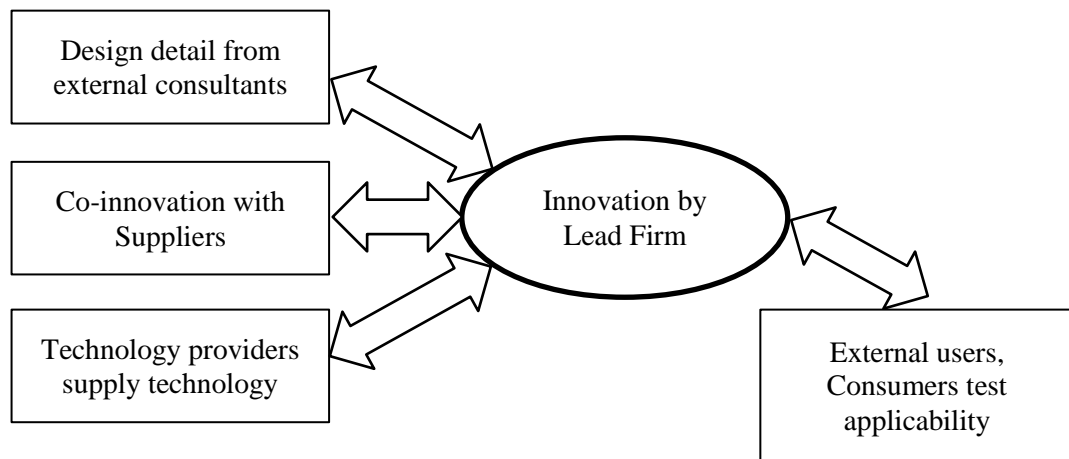 Design detail from
external consultants
Co-innovation with
Suppliers
Technology providers
supply technology
Innovation by
Lead Firm
External users,
Consumers test
applicability